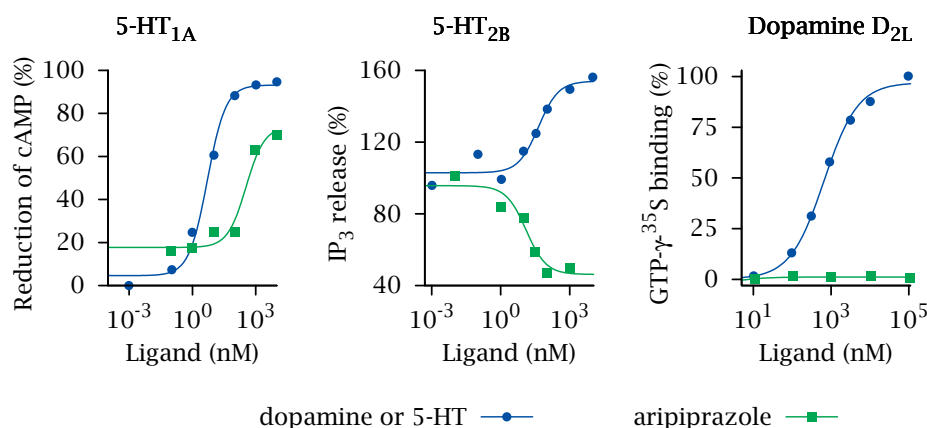 5-HT₁A 5-HT₂B Dopamine D₂L
Reduction of cAMP (%)
100
80
60
40
20
0
10⁻³ 10⁰ 10³
Ligand (nM)
IP₃ release (%)
160
120
80
40
10⁻³ 10⁰ 10³
Ligand (nM)
GTP-γ-³⁵S binding (%)
100
75
50
25
0
10¹ 10³ 10⁵
Ligand (nM)
dopamine or 5-HT aripiprazole